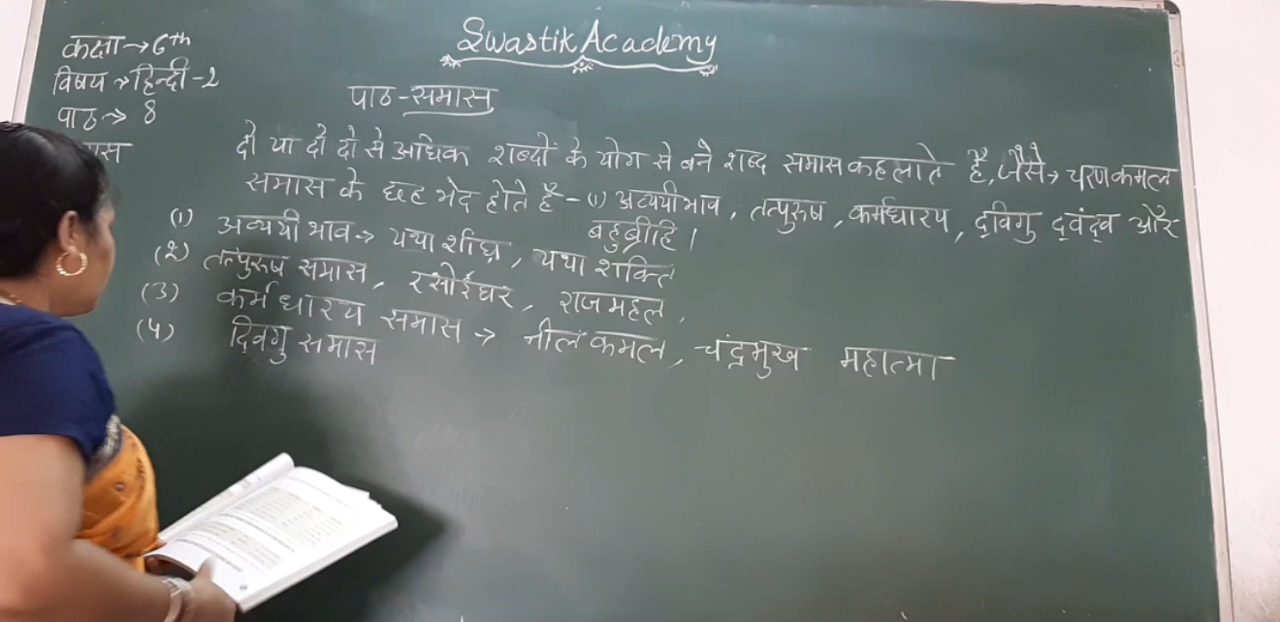 Swastik Academy
कक्षा → 6th
विषय → हिन्दी-2
पाठ → 8
पाठ - समास
दो या दो दो से अधिक शब्दों के योग से बने शब्द समास कहलाते हैं, जैसे → चरणकमल
समास के छह भेद होते हैं - (1) अव्ययीभाव, तत्पुरूष, कर्मधारय, द्विगु द्वंद्व और
बहुब्रीहि।
(1) अव्ययी भाव → यथा शीघ्र, यथा शक्ति
(2) तत्पुरूष समास, रसोईघर, राजमहल,
(3) कर्मधारय समास → नीलकमल, चंद्रमुख महात्मा
(4) दिवगु समास